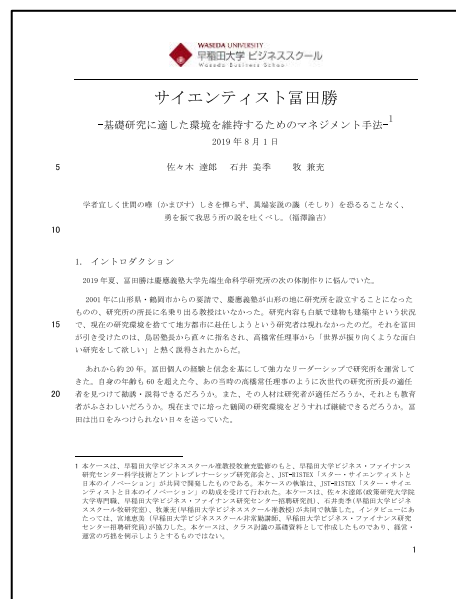 WASEDA UNIVERSITY
早稲田大学 ビジネススクール
Waseda Business School
サイエンティスト冨田勝
-基礎研究に適した環境を維持するためのマネジメント手法-1
2019 年 8 月 1 日
5 佐々木 達郎 石井 美季 牧 兼充
学者宜しく世間の喧(かまびす)しきを憚らず、異端妄説の議(そしり)を恐るることなく、
勇を振て我思う所の説を吐くべし。(福澤諭吉)
10
1. イントロダクション
2019 年夏、冨田勝は慶應義塾大学先端生命科学研究所の次の体制作りに悩んでいた。
2001 年に山形県・鶴岡市からの要請で、慶應義塾が山形の地に研究所を設立することになった
ものの、研究所の所長に名乗り出る教授はいなかった。研究内容も白紙で建物も建築中という状況
15 で、現在の研究環境を捨てて地方都市に赴任しようという研究者は現れなかったのだ。それを冨田
が引き受けたのは、鳥居塾長から直々に指名され、高橋常任理事から「世界が振り向くような面白
い研究をして欲しい」と熱く説得されたからだ。
あれから約 20 年。冨田個人の経験と信念を基にして強力なリーダーシップで研究所を運営して
きた。自身の年齢も 60 を超えた今、あの当時の高橋常任理事のように次世代の研究所所長の適任
20 者を見つけて勧誘・説得できるだろうか。また、その人材は研究者が適任だろうか、それとも教育
者がふさわしいだろうか。現在までに培った鶴岡の研究環境をどうすれば継続できるだろうか。冨
田は出口をみつけられない日々を送っていた。
1 本ケースは、早稲田大学ビジネススクール准教授牧兼充監修のもと、早稲田大学ビジネス・ファイナンス
研究センター科学技術とアントレプレナーシップ研究部会と、JST-RISTEX「スター・サイエンティストと
日本のイノベーション」が共同で開発したものである。本ケースの執筆は、JST-RISTEX「スター・サイエ
ンティストと日本のイノベーション」の助成を受けて行われた。本ケースは、佐々木達郎(政策研究大学院
大学専門職、早稲田大学ビジネス・ファイナンス研究センター招聘研究員)、石井美季(早稲田大学ビジネ
ススクール牧研究室)、牧兼充(早稲田大学ビジネススクール准教授)が共同で執筆した。インタビューにあ
たっては、宮地恵美(早稲田大学ビジネススクール非常勤講師、早稲田大学ビジネス・ファイナンス研究
センター招聘研究員)が協力した。本ケースは、クラス討議の基礎資料として作成したものであり、経営・
運営の巧拙を例示しようとするものではない。
1